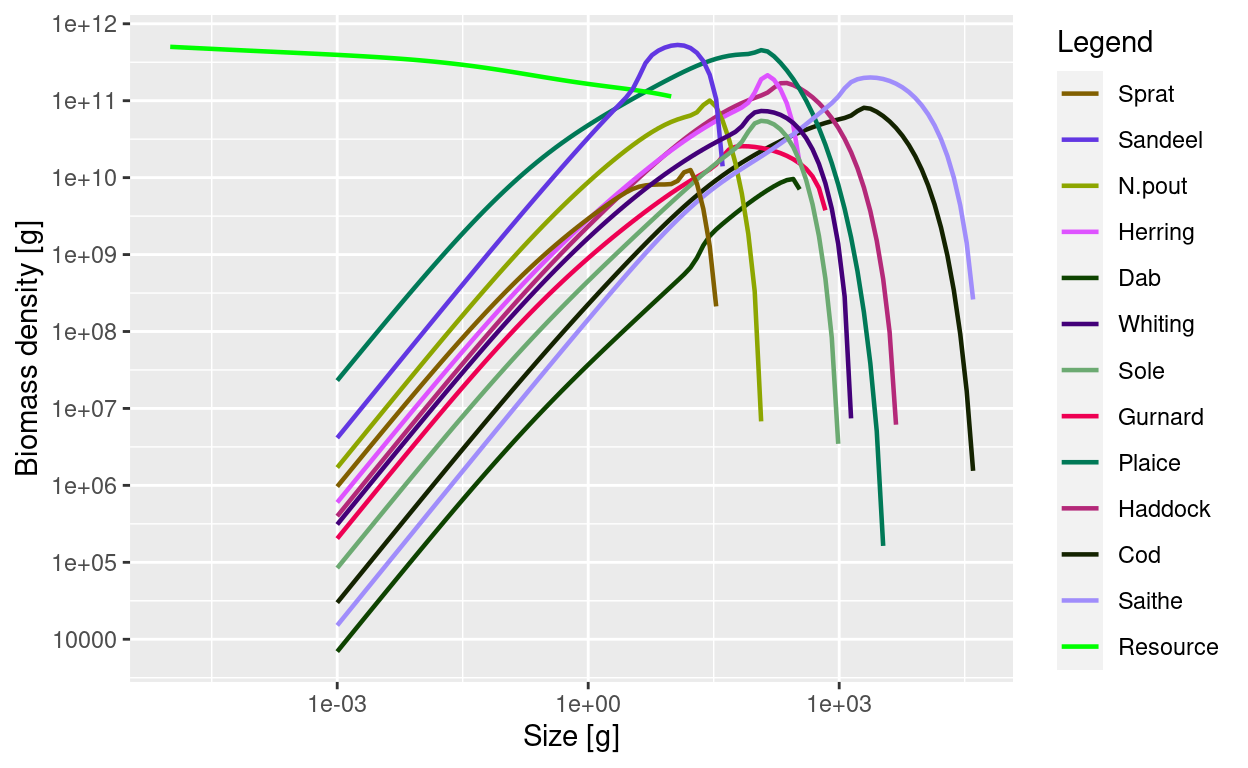 1e+12
1e+11
1e+10
1e+09
1e+08
1e+07
1e+06
1e+05
10000
Biomass density [g]
1e-03
1e+00
1e+03
Size [g]
Legend
Sprat
Sandeel
N.pout
Herring
Dab
Whiting
Sole
Gurnard
Plaice
Haddock
Cod
Saithe
Resource